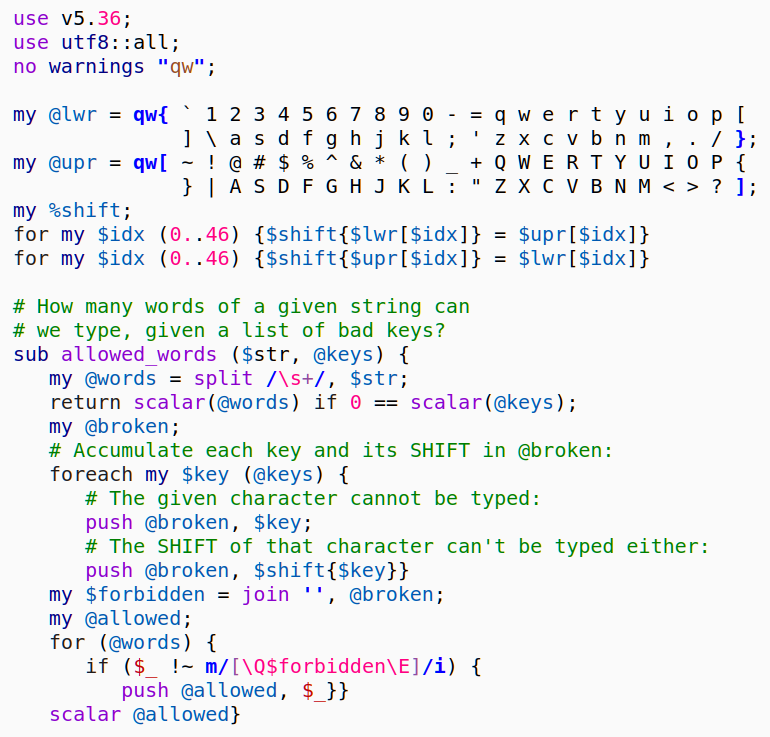 use v5.36;
use utf8::all;
no warnings "qw";

my @lwr = qw{ ` 1 2 3 4 5 6 7 8 9 0 - = q w e r t y u i o p [
              ] \ a s d f g h j k l ; ' z x c v b n m , . / };
my @upr = qw[ ~ ! @ # $ % ^ & * ( ) _ + Q W E R T Y U I O P {
              } | A S D F G H J K L : " Z X C V B N M < > ? ];
my %shift;
for my $idx (0..46) {$shift{$lwr[$idx]} = $upr[$idx]}
for my $idx (0..46) {$shift{$upr[$idx]} = $lwr[$idx]}

# How many words of a given string can
# we type, given a list of bad keys?
sub allowed_words ($str, @keys) {
   my @words = split /\s+/, $str;
   return scalar(@words) if 0 == scalar(@keys);
   my @broken;
   # Accumulate each key and its SHIFT in @broken:
   foreach my $key (@keys) {
      # The given character cannot be typed:
      push @broken, $key;
      # The SHIFT of that character can't be typed either:
      push @broken, $shift{$key}}
   my $forbidden = join '', @broken;
   my @allowed;
   for (@words) {
      if ($_ !~ m/[\Q$forbidden\E]/i) {
         push @allowed, $_}}
   scalar @allowed}